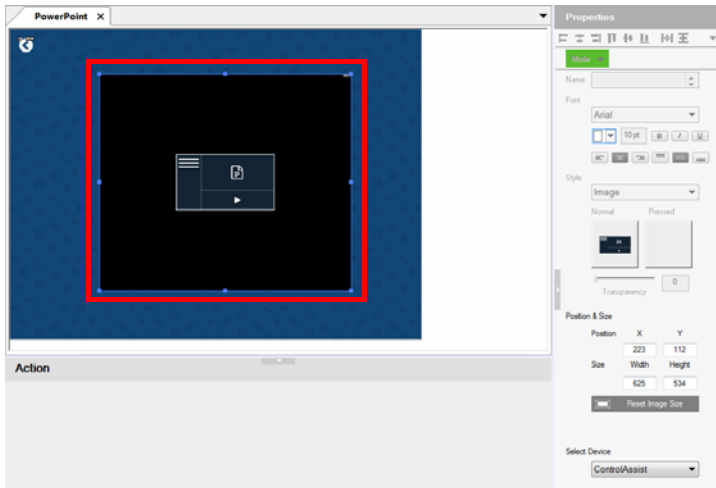 PowerPoint X
Properties
Mode
Name
Font
Arial
10 pt B I U
Style
Image
Normal Pressed
0
Transparency
Position & Size
Position X Y
223 112
Size Width Height
625 534
Reset Image Size
Select Device
ControlAssist
Action
P